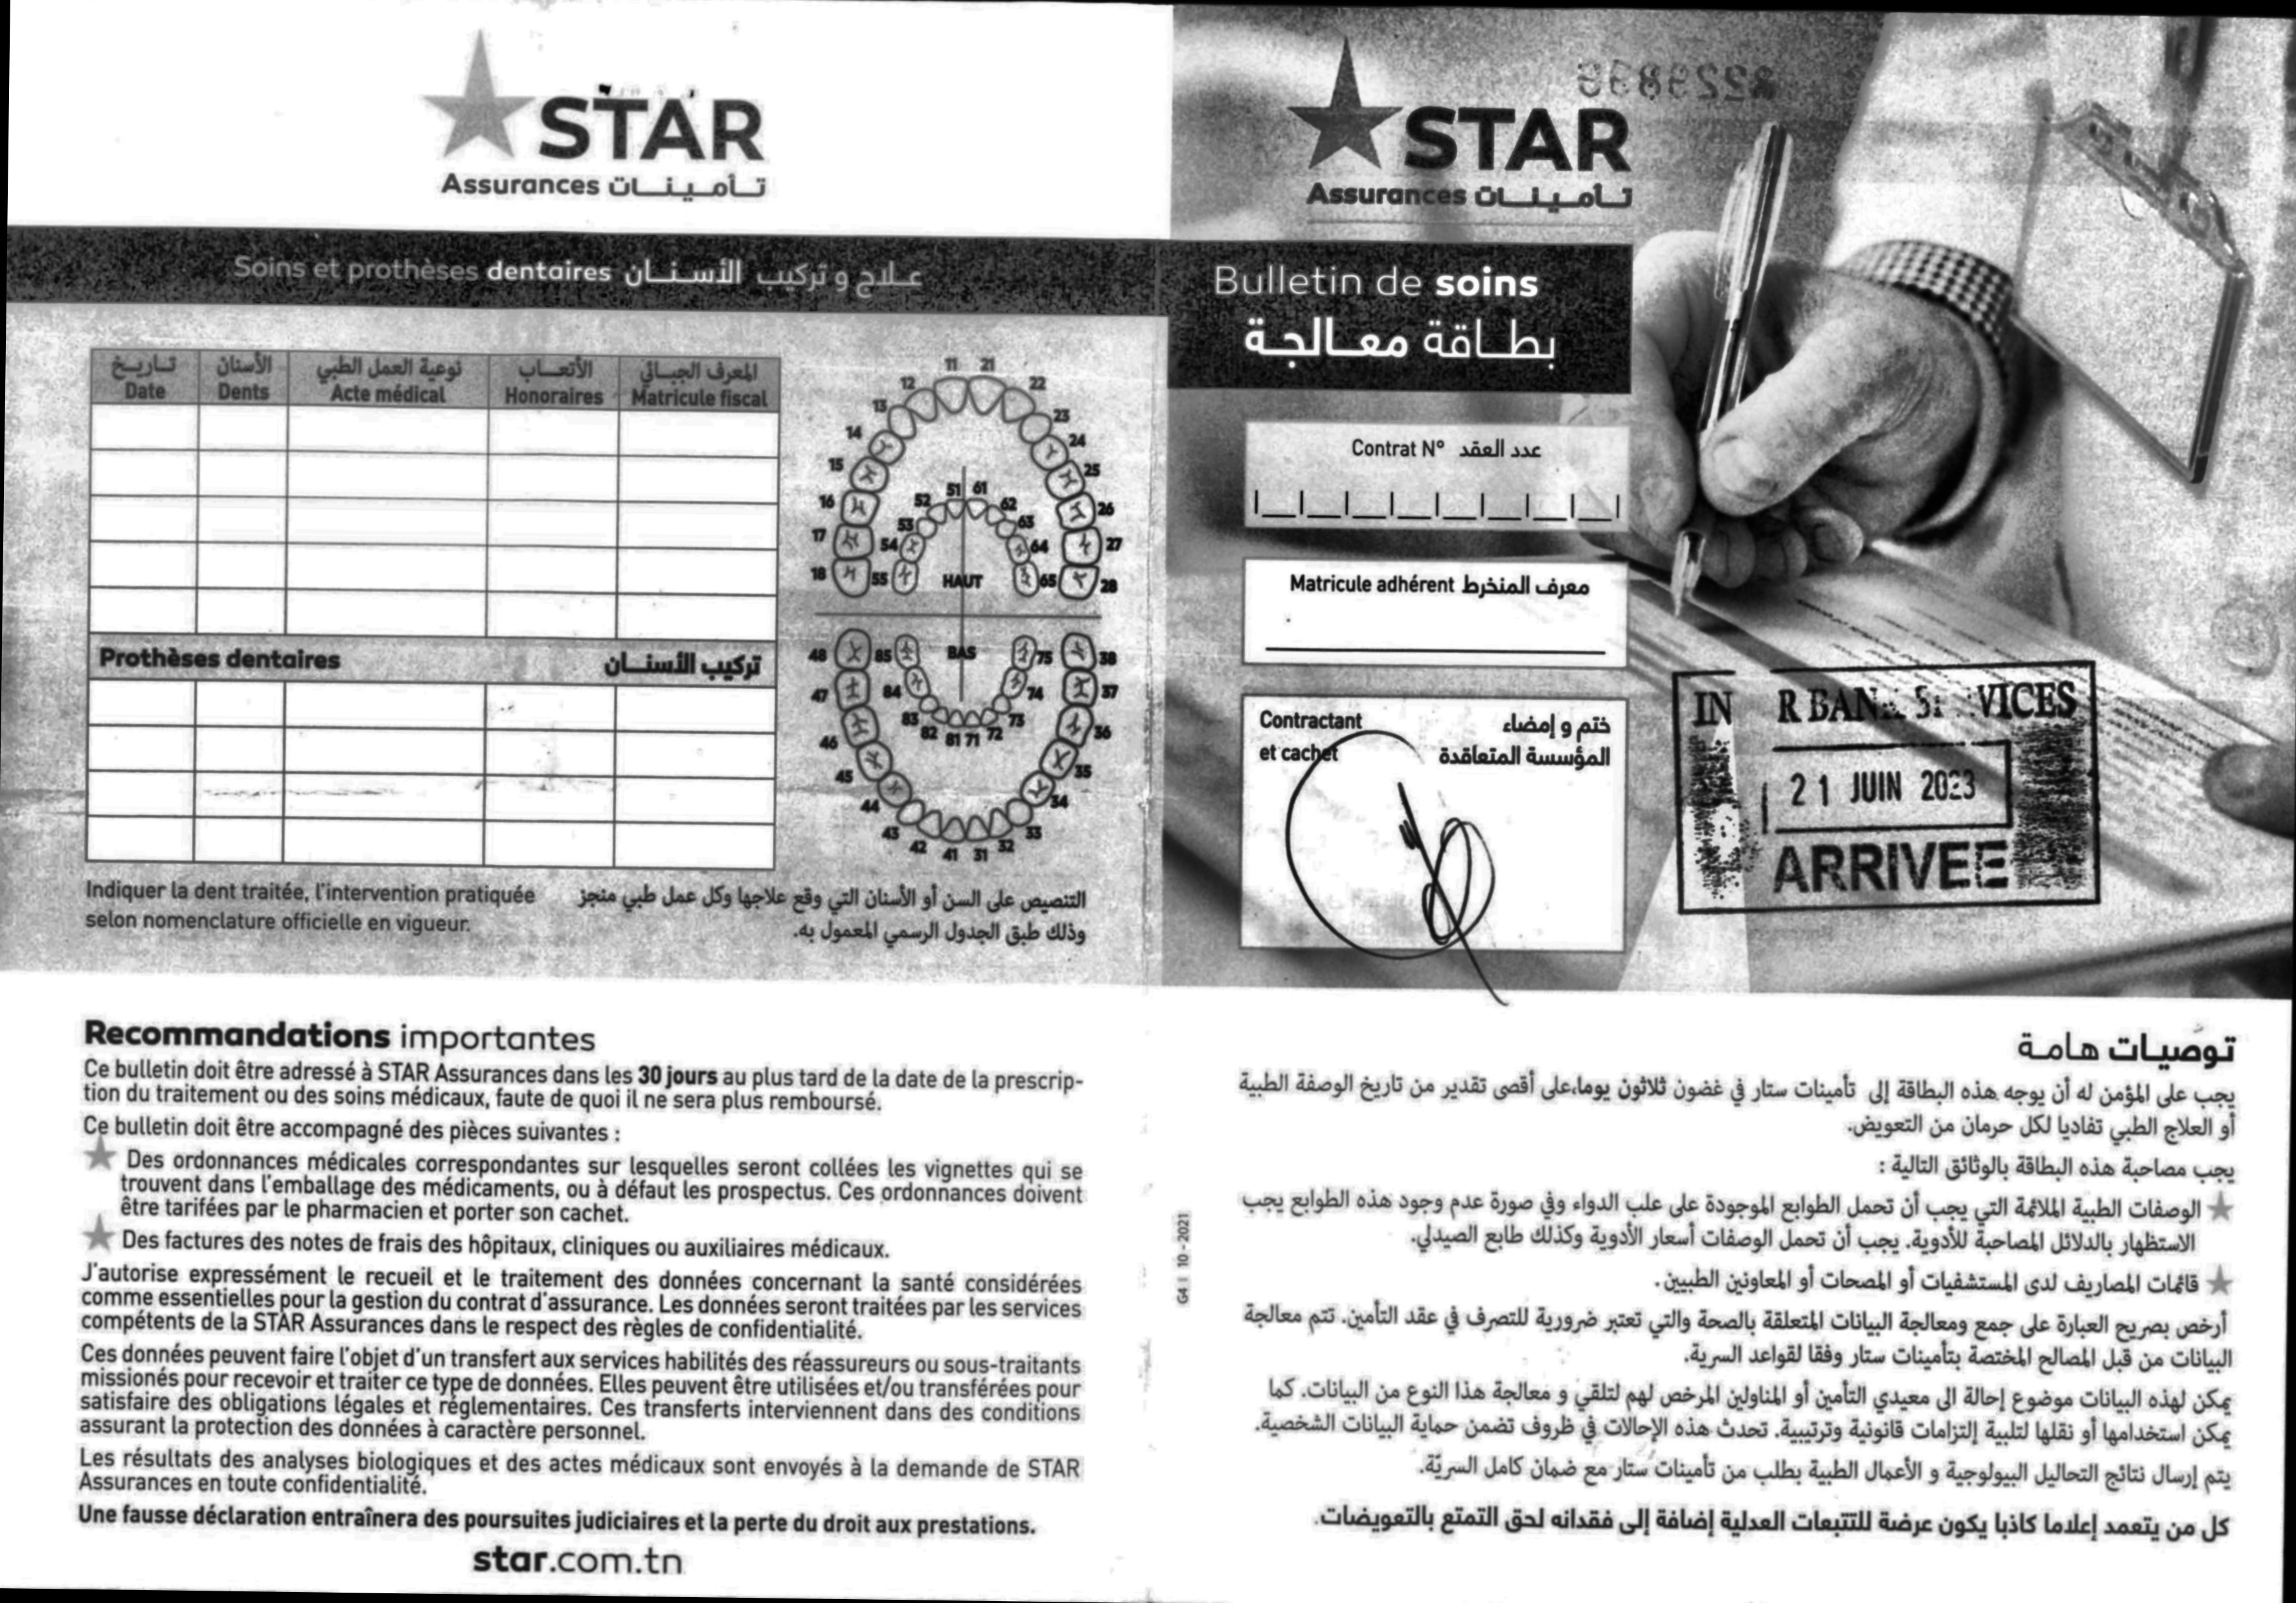 STAR
Assurances تـأمـيـنـــات
Soins et prothèses dentaires علاج و تركيب الأسنـان
تـاريـخ الأسنان نوعية العمل الطبي الأتعـــاب المعرف الجبـائي
Date Dents Acte médical Honoraires Matricule fiscal
Prothèses dentaires تركيب الأسنــان
11 21
12 22
13 23
14 24
15 25
16 26
17 27
18 28
51 61
52 62
53 63
54 64
55 65
HAUT
BAS
48 85 75 38
47 84 74 37
83 73
46 82 81 71 72 36
45 35
44 34
43 33
42 41 31 32
Indiquer la dent traitée, l'intervention pratiquée
selon nomenclature officielle en vigueur.
التنصيص على السن أو الأسنان التي وقع علاجها وكل عمل طبي منجز
وذلك طبق الجدول الرسمي المعمول به.
Recommandations importantes
Ce bulletin doit être adressé à STAR Assurances dans les 30 jours au plus tard de la date de la prescrip-
tion du traitement ou des soins médicaux, faute de quoi il ne sera plus remboursé.
Ce bulletin doit être accompagné des pièces suivantes :
Des ordonnances médicales correspondantes sur lesquelles seront collées les vignettes qui se
trouvent dans l'emballage des médicaments, ou à défaut les prospectus. Ces ordonnances doivent
être tarifées par le pharmacien et porter son cachet.
Des factures des notes de frais des hôpitaux, cliniques ou auxiliaires médicaux.
J'autorise expressément le recueil et le traitement des données concernant la santé considérées
comme essentielles pour la gestion du contrat d'assurance. Les données seront traitées par les services
compétents de la STAR Assurances dans le respect des règles de confidentialité.
Ces données peuvent faire l'objet d'un transfert aux services habilités des réassureurs ou sous-traitants
missionés pour recevoir et traiter ce type de données. Elles peuvent être utilisées et/ou transférées pour
satisfaire des obligations légales et réglementaires. Ces transferts interviennent dans des conditions
assurant la protection des données à caractère personnel.
Les résultats des analyses biologiques et des actes médicaux sont envoyés à la demande de STAR
Assurances en toute confidentialité.
Une fausse déclaration entraînera des poursuites judiciaires et la perte du droit aux prestations.
star.com.tn
G4 | 10 - 2021
STAR
Assurances تـأمـيـنـــات
Bulletin de soins
بطـاقة معـالجـة
Contrat N° عدد العقد
Matricule adhérent معرف المنخرط
Contractant ختم و إمضاء
et cachet المؤسسة المتعاقدة
21 JUIN 2023
ARRIVEE
توصيـات هـامـة
يجب على المؤمن له أن يوجه هذه البطاقة إلى تأمينات ستار في غضون ثلاثون يوما،على أقصى تقدير من تاريخ الوصفة الطبية
أو العلاج الطبي تفاديا لكل حرمان من التعويض.
يجب مصاحبة هذه البطاقة بالوثائق التالية :
الوصفات الطبية الملائمة التي يجب أن تحمل الطوابع الموجودة على علب الدواء وفي صورة عدم وجود هذه الطوابع يجب
الاستظهار بالدلائل المصاحبة للأدوية. يجب أن تحمل الوصفات أسعار الأدوية وكذلك طابع الصيدلي.
قائمات المصاريف لدى المستشفيات أو المصحات أو المعاونين الطبيين.
أرخص بصريح العبارة على جمع ومعالجة البيانات المتعلقة بالصحة والتي تعتبر ضرورية للتصرف في عقد التأمين. تتم معالجة
البيانات من قبل المصالح المختصة بتأمينات ستار وفقا لقواعد السرية.
يمكن لهذه البيانات موضوع إحالة الى معيدي التأمين أو المناولين المرخص لهم لتلقي و معالجة هذا النوع من البيانات. كما
يمكن استخدامها أو نقلها لتلبية إلتزامات قانونية وترتيبية. تحدث هذه الإحالات في ظروف تضمن حماية البيانات الشخصية.
يتم إرسال نتائج التحاليل البيولوجية و الأعمال الطبية بطلب من تأمينات ستار مع ضمان كامل السريّة.
كل من يتعمد إعلاما كاذبا يكون عرضة للتتبعات العدلية إضافة إلى فقدانه لحق التمتع بالتعويضات.